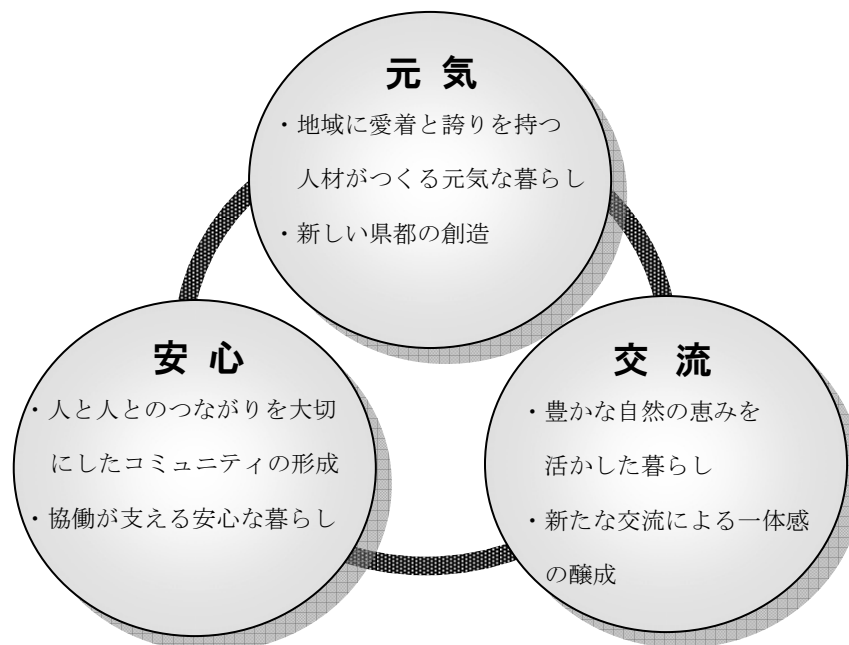 元 気
・地域に愛着と誇りを持つ
人材がつくる元気な暮らし
・新しい県都の創造
安 心
・人と人とのつながりを大切
にしたコミュニティの形成
・協働が支える安心な暮らし
交 流
・豊かな自然の恵みを
活かした暮らし
・新たな交流による一体感
の醸成